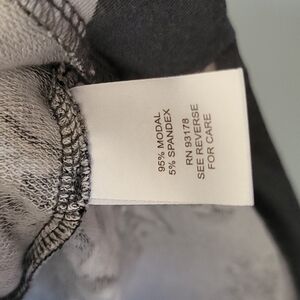 95% MODAL
5% SPANDEX
RN 93178
SEE REVERSE
FOR CARE